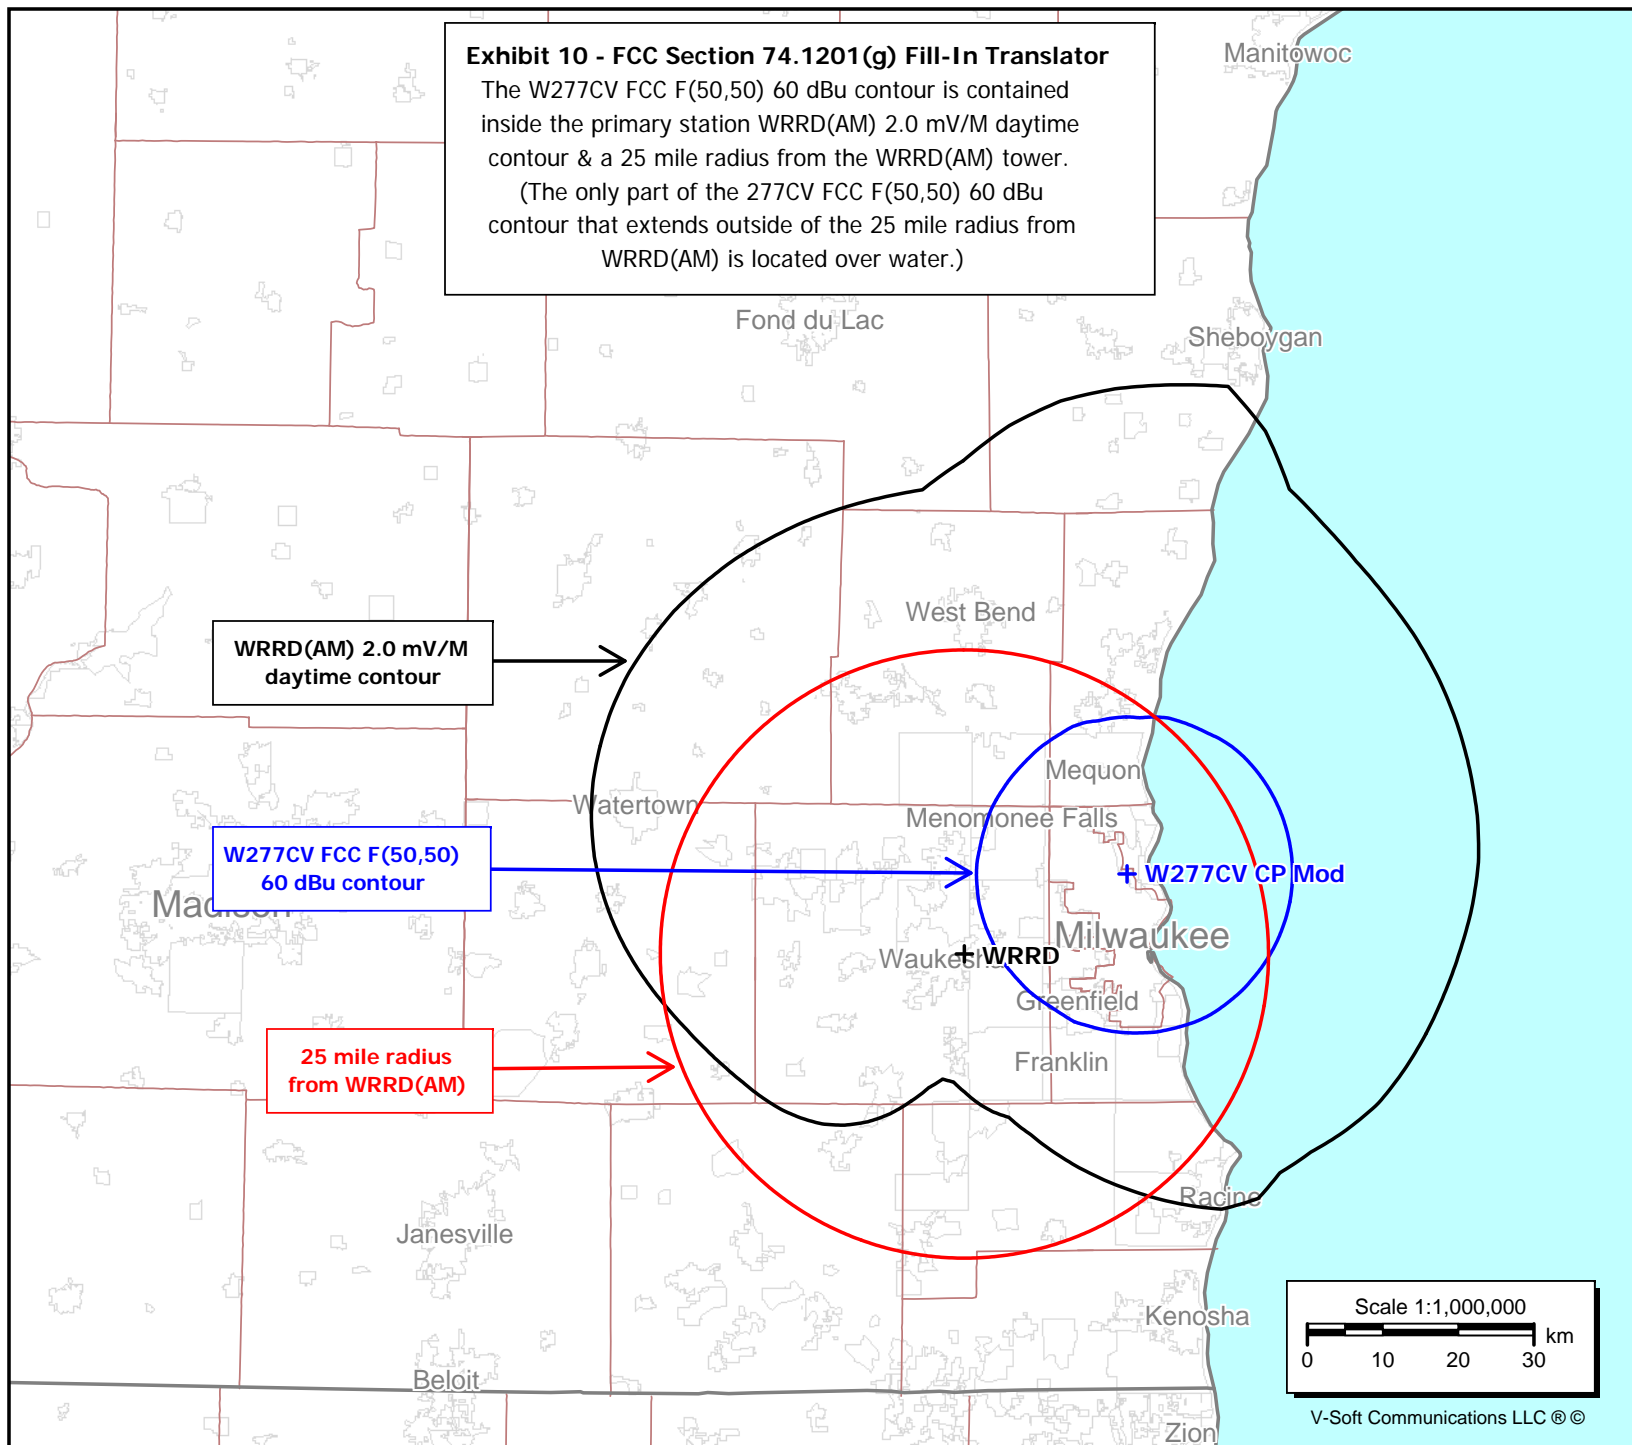 Exhibit 10 - FCC Section 74.1201(g) Fill-In Translator
The W277CV FCC F(50,50) 60 dBu contour is contained
inside the primary station WRRD(AM) 2.0 mV/M daytime
contour & a 25 mile radius from the WRRD(AM) tower.
(The only part of the 277CV FCC F(50,50) 60 dBu
contour that extends outside of the 25 mile radius from
WRRD(AM) is located over water.)
Manitowoc
Fond du Lac
Sheboygan
West Bend
WRRD(AM) 2.0 mV/M
daytime contour
Mequon
Watertown
Menomonee Falls
W277CV FCC F(50,50)
60 dBu contour
W277CV CP Mod
Madison
Milwaukee
Waukesha
WRRD
Greenfield
25 mile radius
from WRRD(AM)
Franklin
Racine
Janesville
Kenosha
Beloit
Zion
Scale 1:1,000,000
km
0 10 20 30
V-Soft Communications LLC ® ©